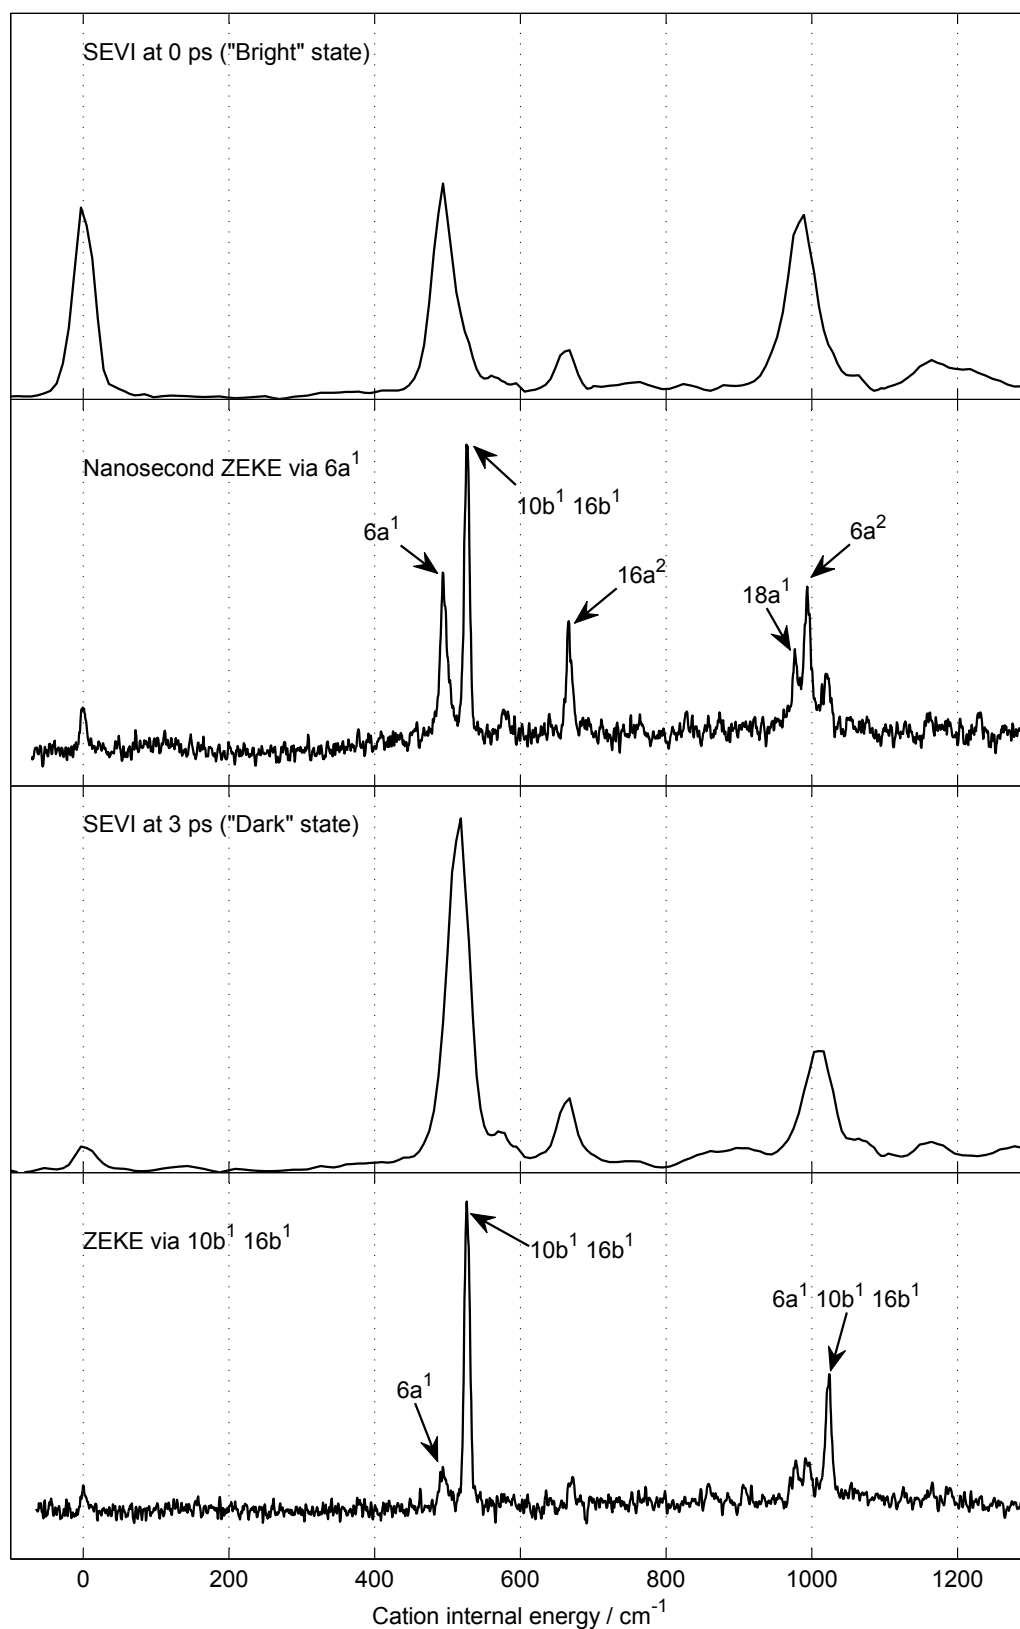 SEVI at 0 ps ("Bright" state)
Nanosecond ZEKE via 6a¹
10b¹ 16b¹
6a¹
6a²
16a²
18a¹
SEVI at 3 ps ("Dark" state)
ZEKE via 10b¹ 16b¹
10b¹ 16b¹
6a¹ 10b¹ 16b¹
6a¹
0 200 400 600 800 1000 1200
Cation internal energy / cm⁻¹